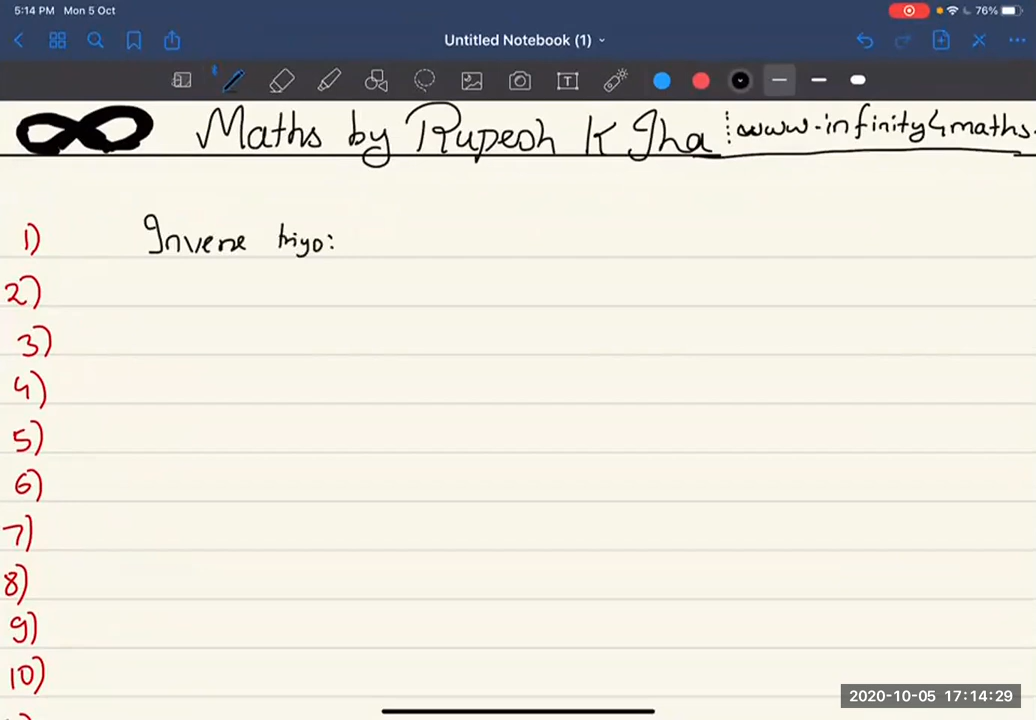 5:14 PM Mon 5 Oct
76%
Untitled Notebook (1)
Maths by Rupesh K Jha www.infinity4maths.
1) Inverse trigo:
2)
3)
4)
5)
6)
7)
8)
9)
10)
2020-10-05 17:14:29